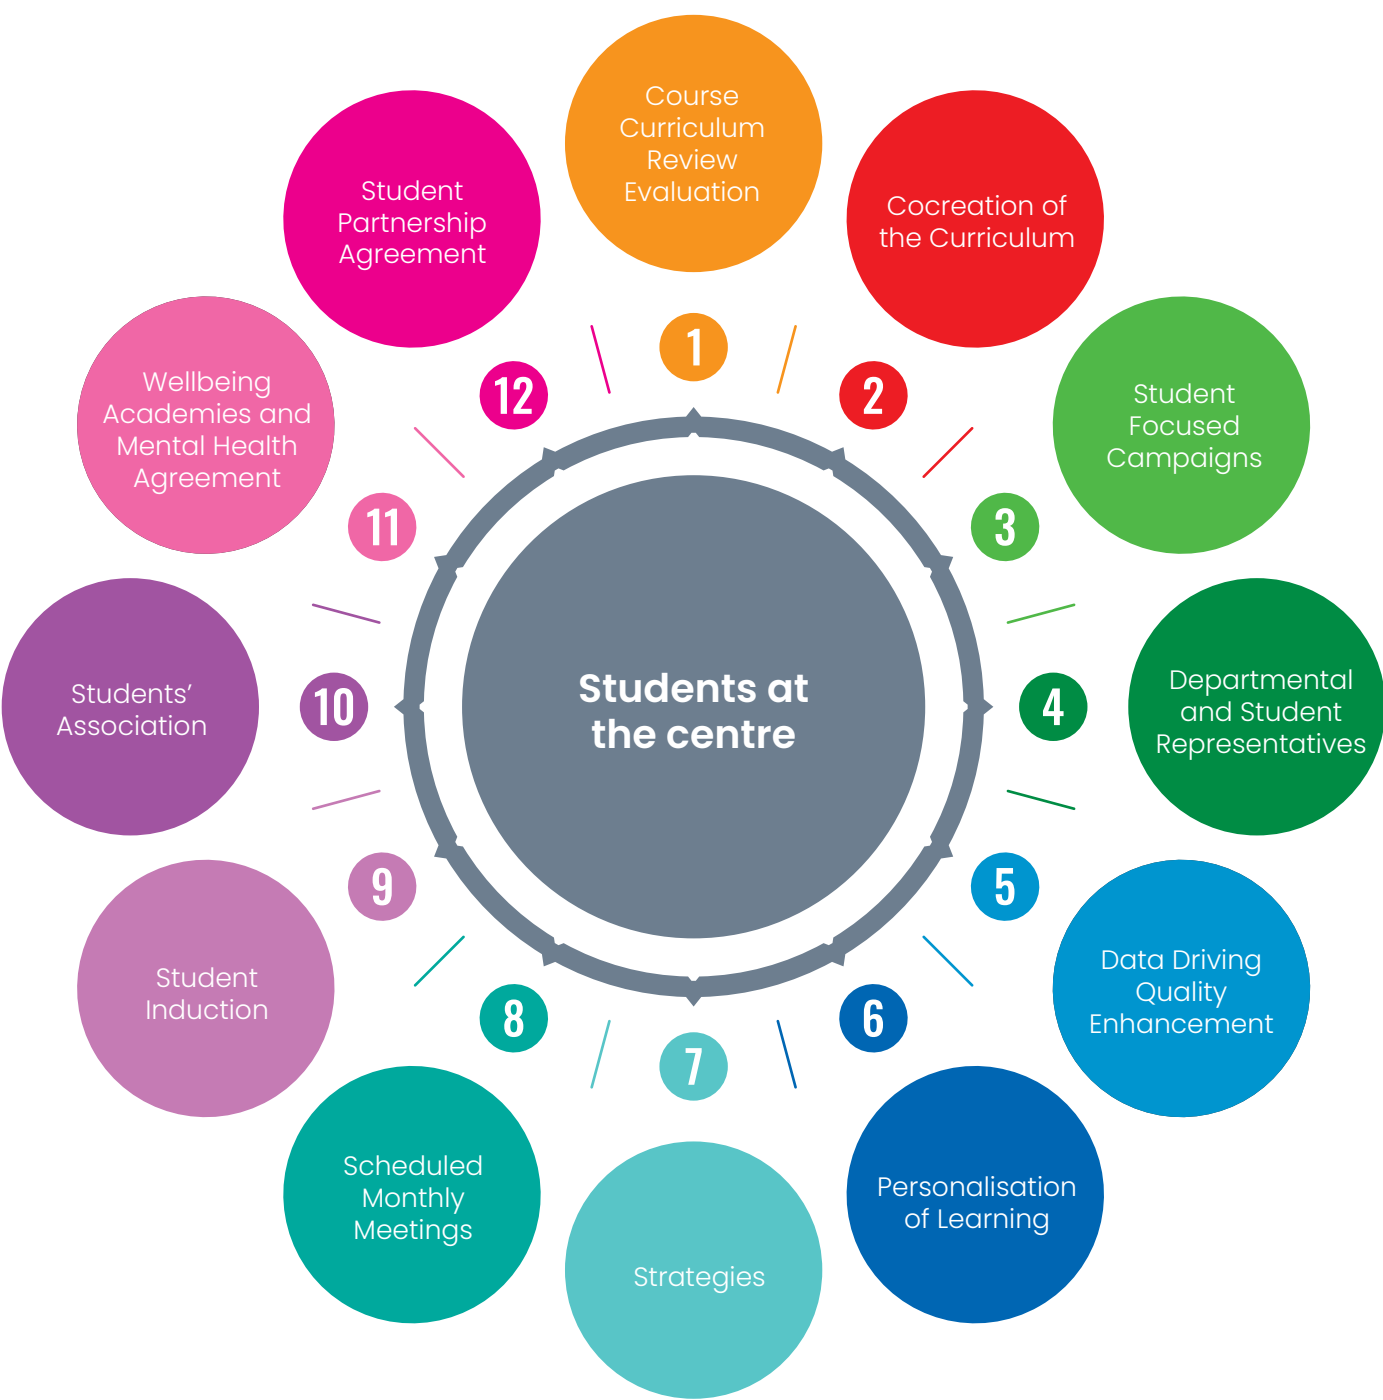 Course
Curriculum
Review
Evaluation
1
Cocreation of
the Curriculum
2
Student
Focused
Campaigns
3
Departmental
and Student
Representatives
4
Data Driving
Quality
Enhancement
5
Personalisation
of Learning
6
Strategies
7
Scheduled
Monthly
Meetings
8
Student
Induction
9
Students’
Association
10
Wellbeing
Academies and
Mental Health
Agreement
11
Student
Partnership
Agreement
12
Students at
the centre